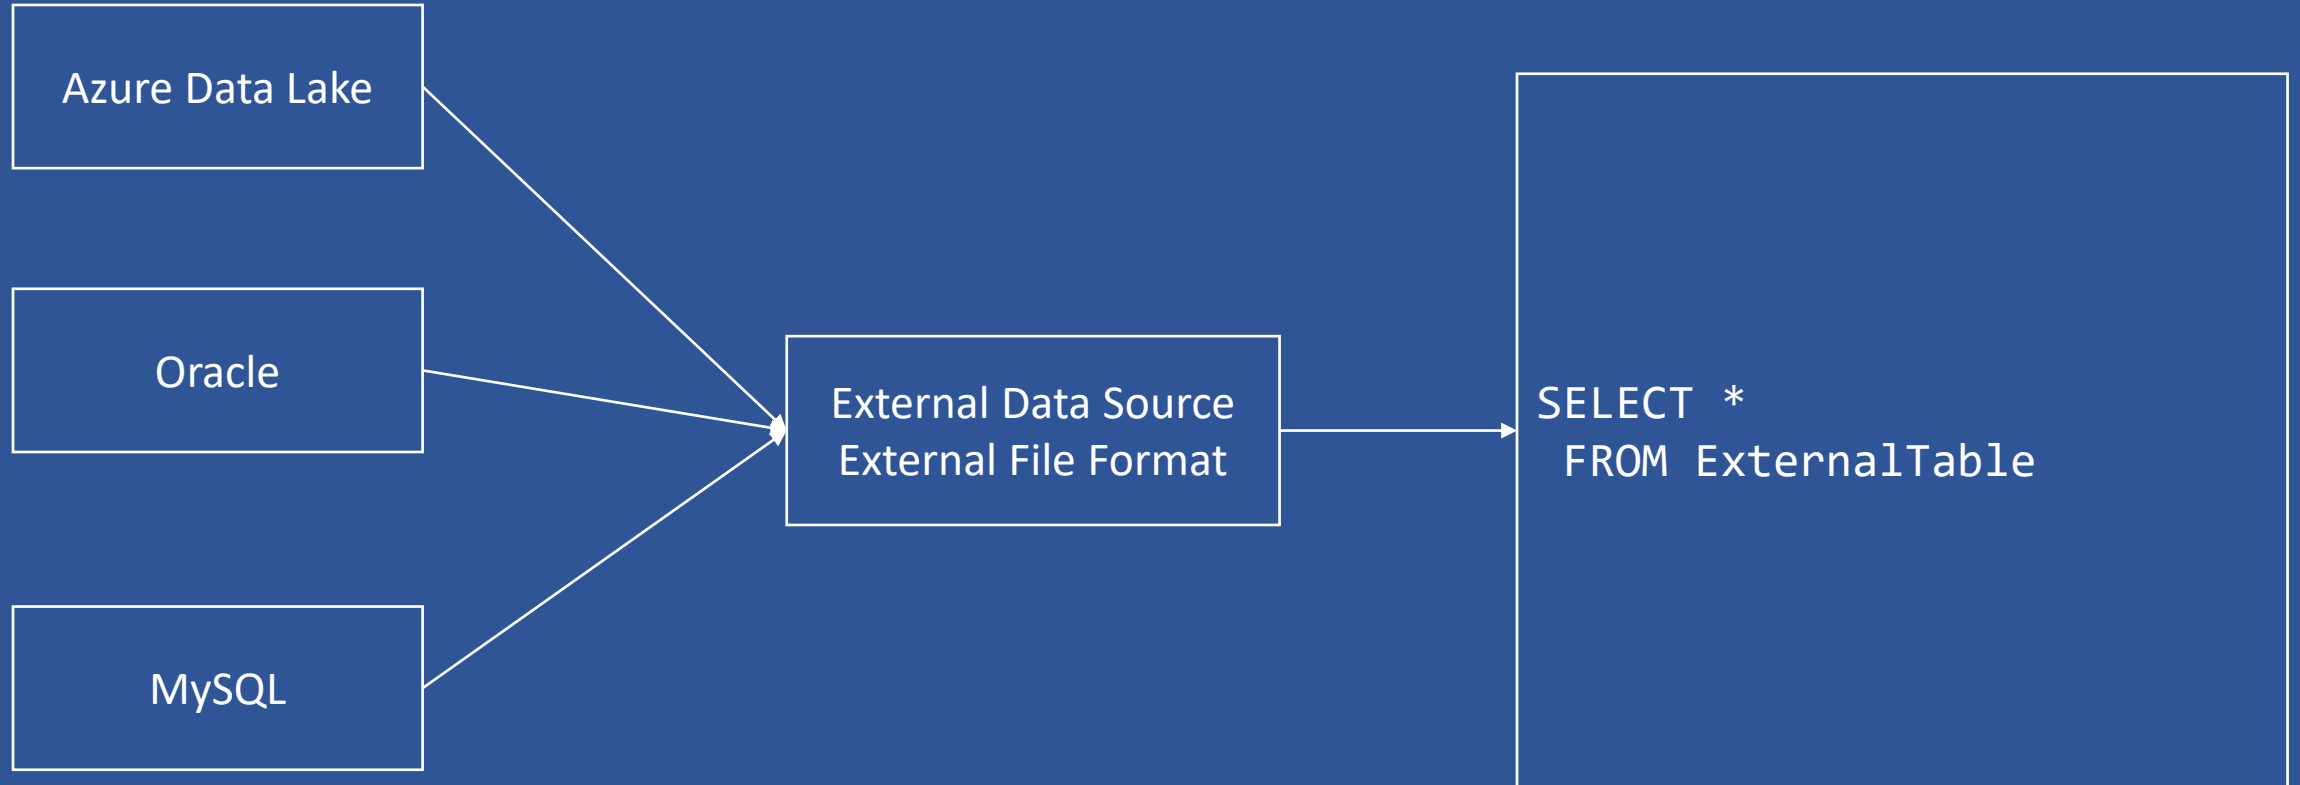 Azure Data Lake
Oracle
MySQL
External Data Source
External File Format
SELECT *
FROM ExternalTable